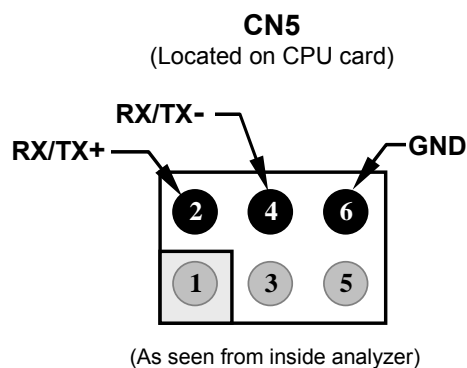 CN5
(Located on CPU card)
RX/TX-
RX/TX+
GND
2 4 6
1 3 5
(As seen from inside analyzer)